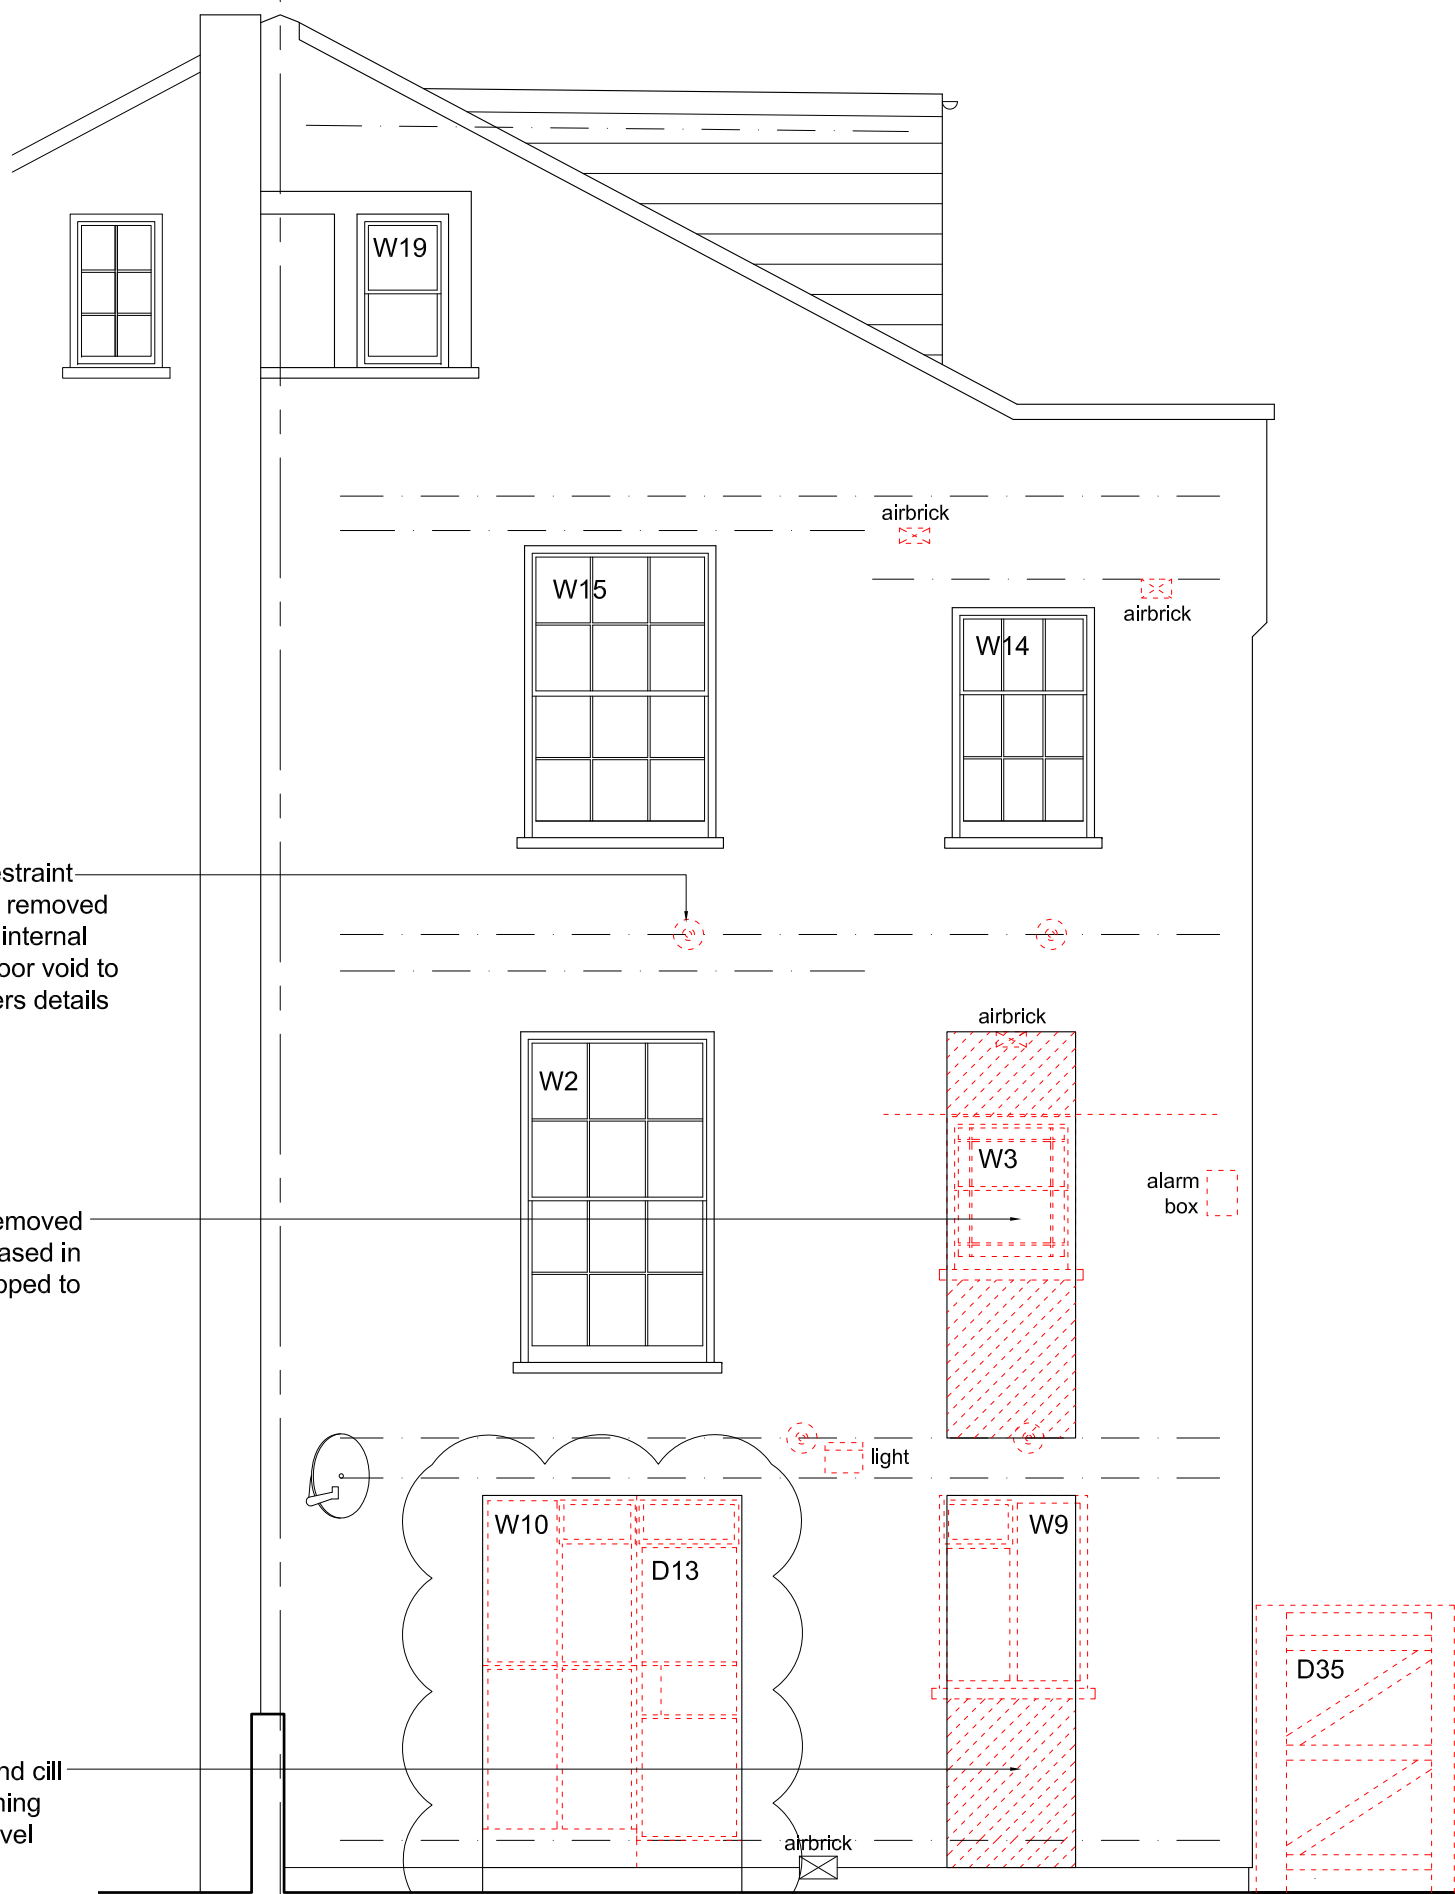 W19
airbrick
W15
airbrick
W14
estraint
removed
internal
oor void to
ers details
airbrick
W2
W3
alarm
box
emoved
ased in
pped to
light
W10
W9
D13
D35
nd cill
ning
vel
airbrick